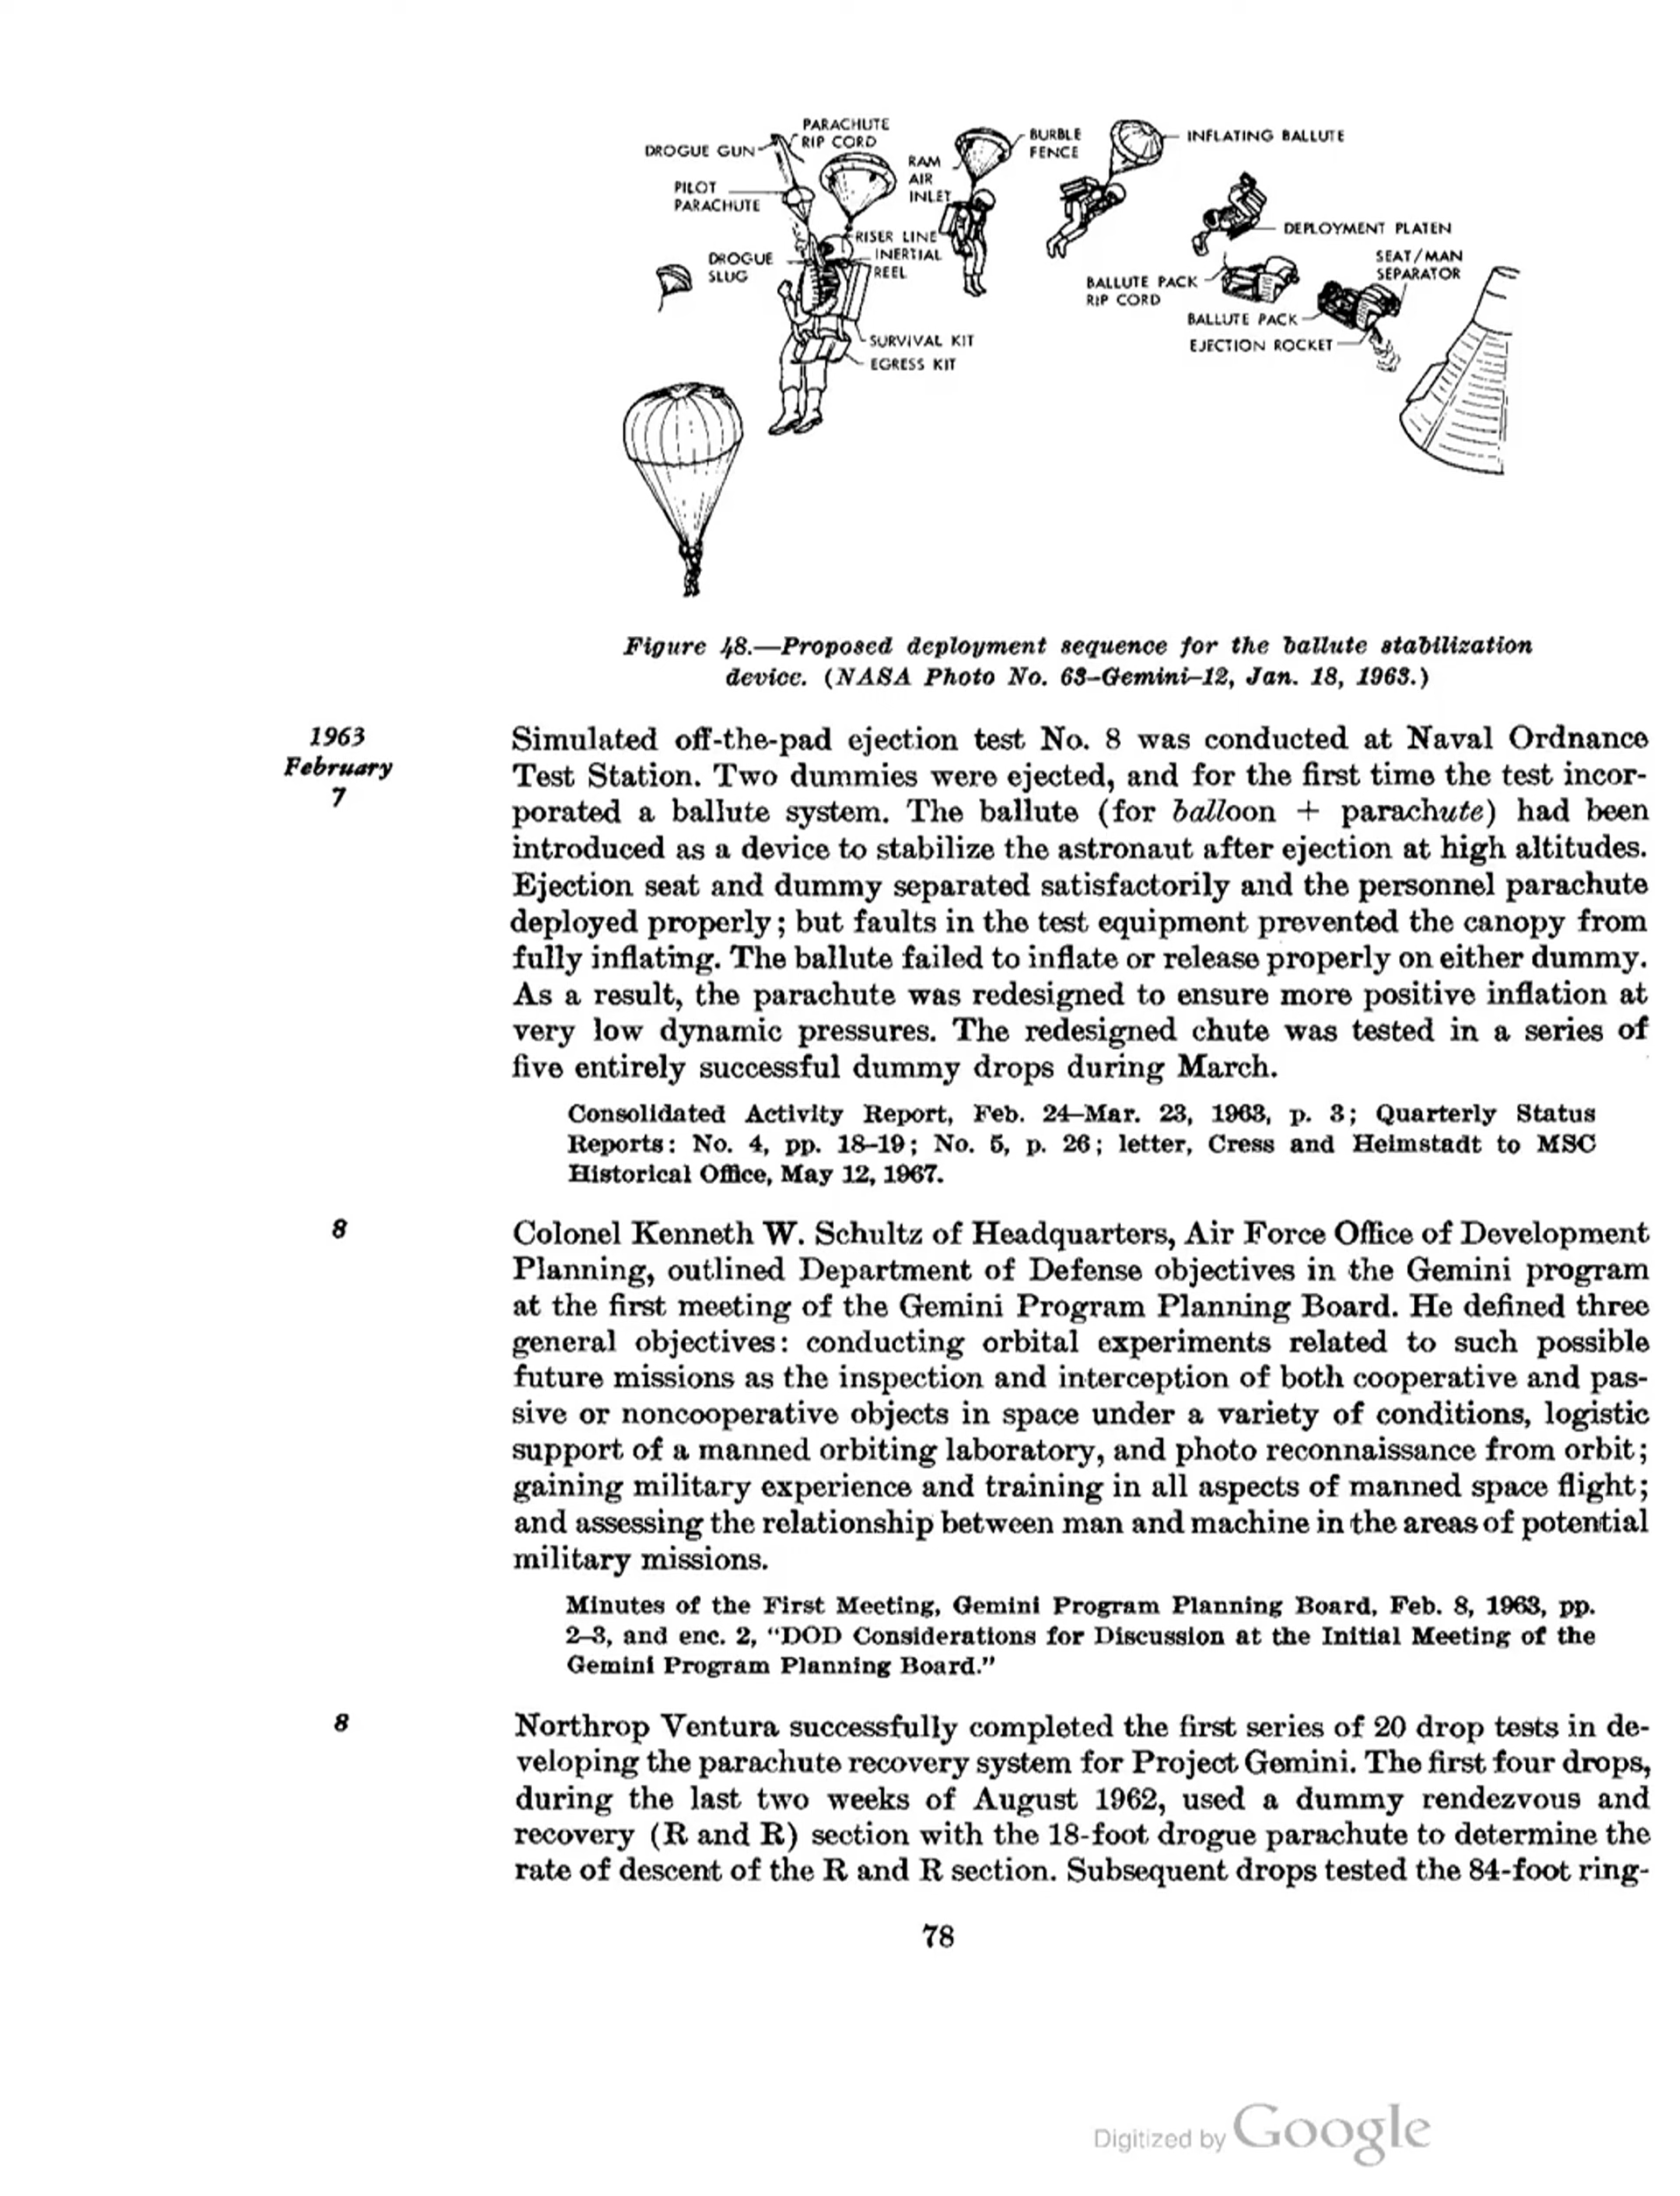 PARACHUTE
RIP CORD
DROGUE GUN
PILOT
PARACHUTE
DROGUE
SLUG
RAM
AIR
INLET
RISER LINE
INERTIAL
REEL
SURVIVAL KIT
EGRESS KIT
BURBLE
FENCE
INFLATING BALLUTE
DEPLOYMENT PLATEN
SEAT/MAN
SEPARATOR
BALLUTE PACK
RIP CORD
BALLUTE PACK
EJECTION ROCKET
Figure 48.—Proposed deployment sequence for the ballute stabilization
device. (NASA Photo No. 63-Gemini-12, Jan. 18, 1963.)
1963
February
7
Simulated off-the-pad ejection test No. 8 was conducted at Naval Ordnance
Test Station. Two dummies were ejected, and for the first time the test incor-
porated a ballute system. The ballute (for balloon + parachute) had been
introduced as a device to stabilize the astronaut after ejection at high altitudes.
Ejection seat and dummy separated satisfactorily and the personnel parachute
deployed properly; but faults in the test equipment prevented the canopy from
fully inflating. The ballute failed to inflate or release properly on either dummy.
As a result, the parachute was redesigned to ensure more positive inflation at
very low dynamic pressures. The redesigned chute was tested in a series of
five entirely successful dummy drops during March.
Consolidated Activity Report, Feb. 24–Mar. 23, 1963, p. 3; Quarterly Status
Reports: No. 4, pp. 18–19; No. 5, p. 26; letter, Cress and Heimstadt to MSC
Historical Office, May 12, 1967.
8
Colonel Kenneth W. Schultz of Headquarters, Air Force Office of Development
Planning, outlined Department of Defense objectives in the Gemini program
at the first meeting of the Gemini Program Planning Board. He defined three
general objectives: conducting orbital experiments related to such possible
future missions as the inspection and interception of both cooperative and pas-
sive or noncooperative objects in space under a variety of conditions, logistic
support of a manned orbiting laboratory, and photo reconnaissance from orbit;
gaining military experience and training in all aspects of manned space flight;
and assessing the relationship between man and machine in the areas of potential
military missions.
Minutes of the First Meeting, Gemini Program Planning Board, Feb. 8, 1963, pp.
2–3, and enc. 2, “DOD Considerations for Discussion at the Initial Meeting of the
Gemini Program Planning Board.”
8
Northrop Ventura successfully completed the first series of 20 drop tests in de-
veloping the parachute recovery system for Project Gemini. The first four drops,
during the last two weeks of August 1962, used a dummy rendezvous and
recovery (R and R) section with the 18-foot drogue parachute to determine the
rate of descent of the R and R section. Subsequent drops tested the 84-foot ring-
78
Digitized by Google